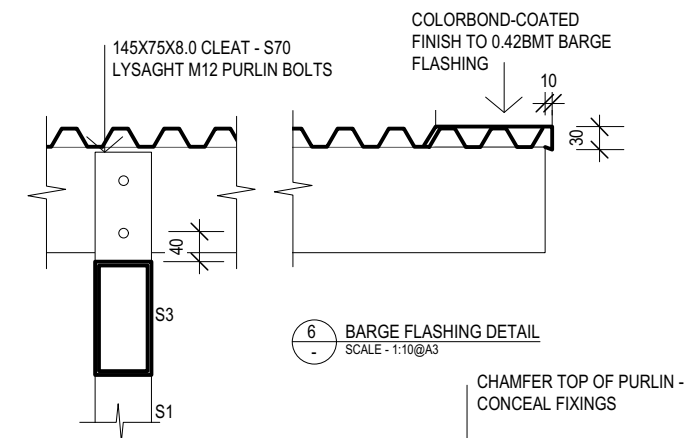 145X75X8.0 CLEAT - S70
LYSAGHT M12 PURLIN BOLTS
COLORBOND-COATED
FINISH TO 0.42BMT BARGE
FLASHING
10
30
40
S3
S1
6
-
BARGE FLASHING DETAIL
SCALE - 1:10@A3
CHAMFER TOP OF PURLIN -
CONCEAL FIXINGS